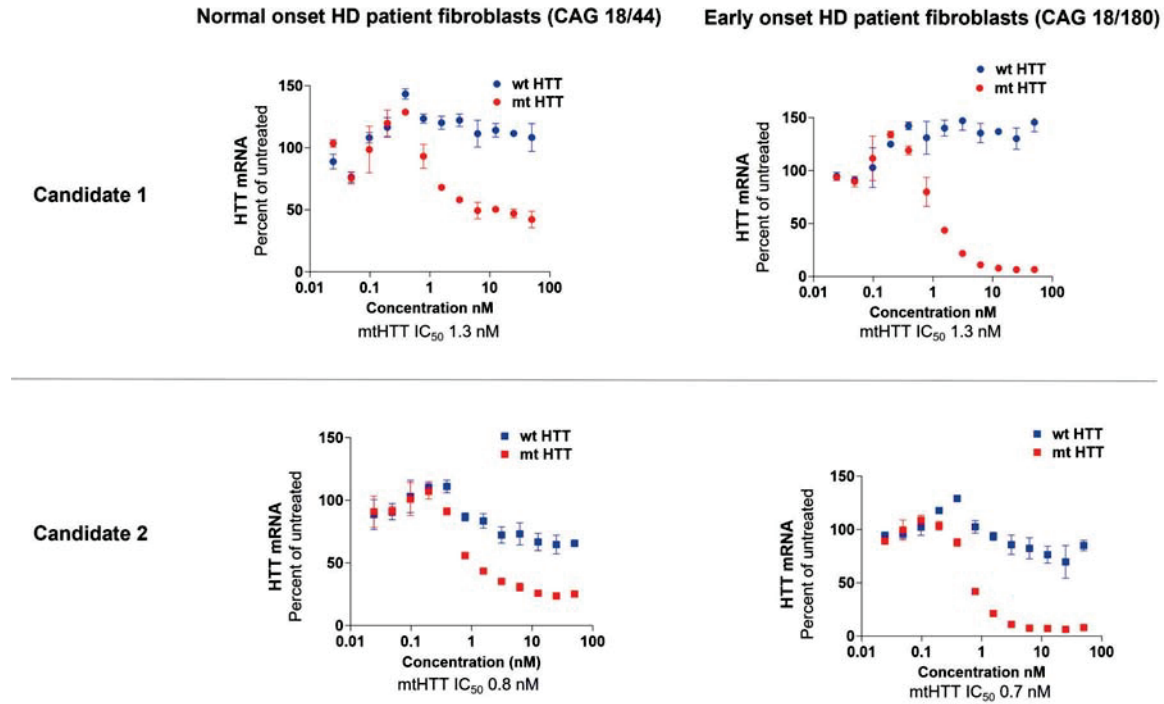 Normal onset HD patient fibroblasts (CAG 18/44)
Early onset HD patient fibroblasts (CAG 18/180)
Candidate 1
HTT mRNA
Percent of untreated
150
100
50
0
wt HTT
mt HTT
0.01 0.1 1 10 100
Concentration nM
mtHTT IC50 1.3 nM
HTT mRNA
Percent of untreated
150
100
50
0
wt HTT
mt HTT
0.01 0.1 1 10 100
Concentration nM
mtHTT IC50 1.3 nM
Candidate 2
HTT mRNA
Percent of untreated
150
100
50
0
wt HTT
mt HTT
0.01 0.1 1 10 100
Concentration (nM)
mtHTT IC50 0.8 nM
HTT mRNA
Percent of untreated
150
100
50
0
wt HTT
mt HTT
0.01 0.1 1 10 100
Concentration nM
mtHTT IC50 0.7 nM